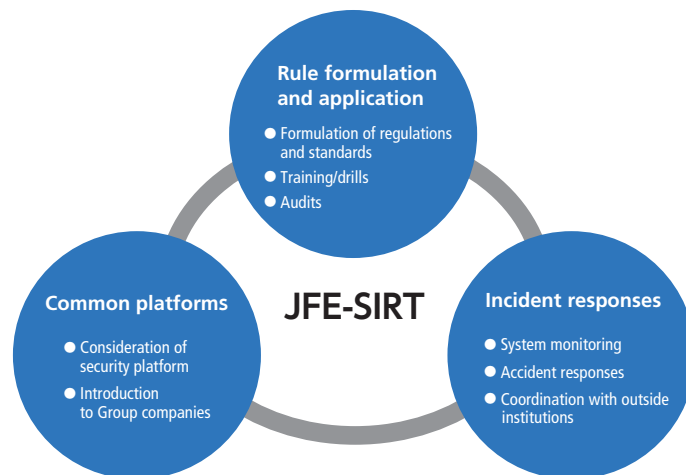 Rule formulation
and application
● Formulation of regulations
and standards
● Training/drills
● Audits
JFE-SIRT
Common platforms
● Consideration of
security platform
● Introduction
to Group companies
Incident responses
● System monitoring
● Accident responses
● Coordination with outside
institutions